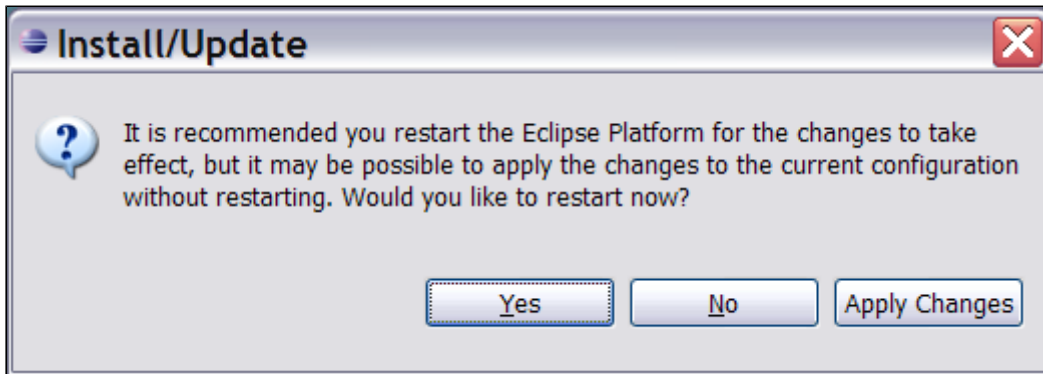 Install/Update
It is recommended you restart the Eclipse Platform for the changes to take
effect, but it may be possible to apply the changes to the current configuration
without restarting. Would you like to restart now?
Yes No Apply Changes